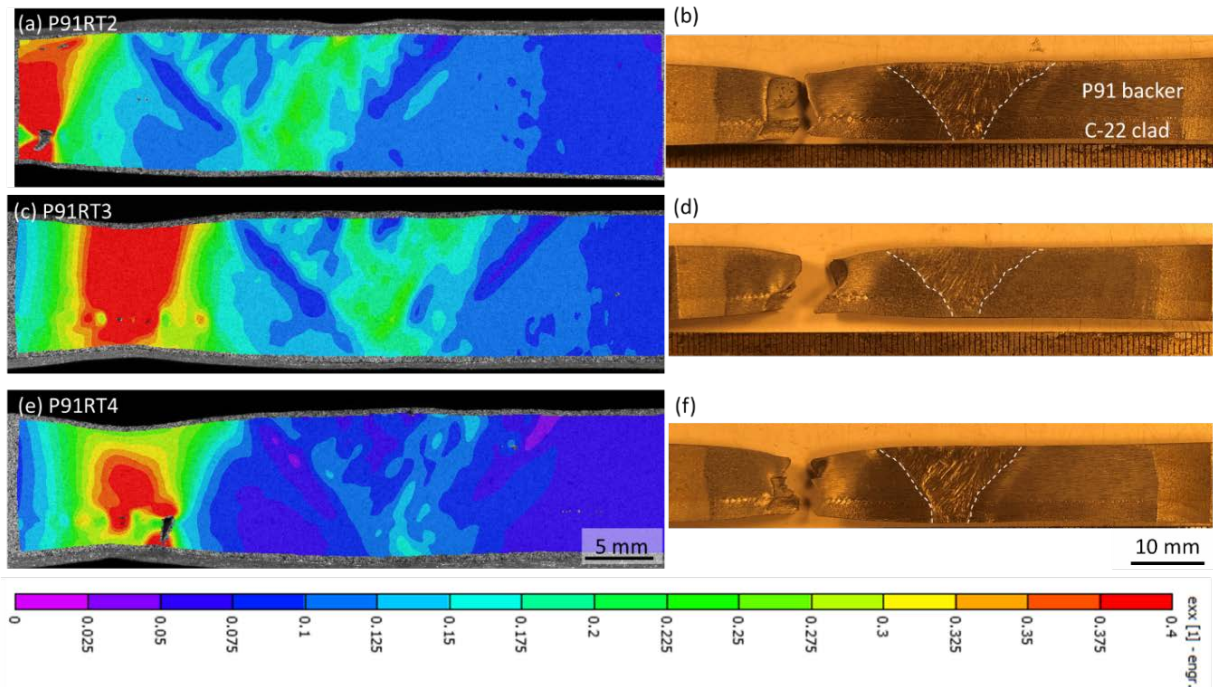 (a) P91RT2
(b)
P91 backer
C-22 clad
(c) P91RT3
(d)
(e) P91RT4
(f)
5 mm
10 mm
0
0.025
0.05
0.075
0.1
0.125
0.15
0.175
0.2
0.225
0.25
0.275
0.3
0.325
0.35
0.375
0.4
exx [1] - engr.